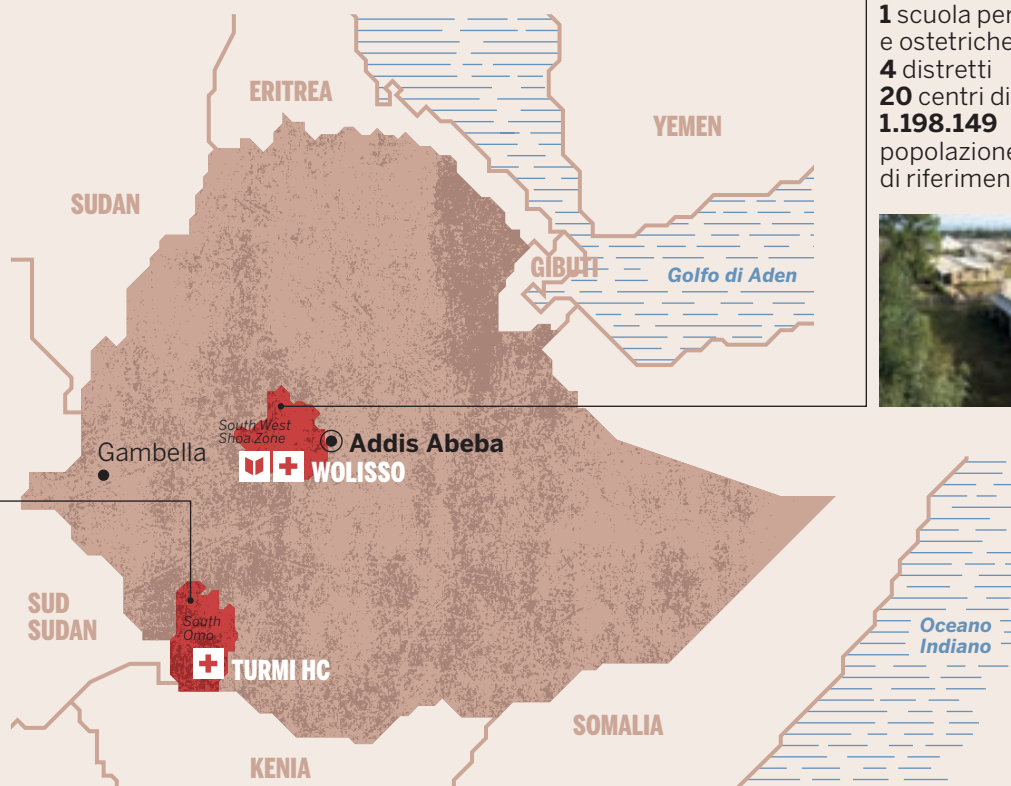 1 scuola per
e ostetriche
4 distretti
20 centri di
1.198.149
popolazione
di riferimen
ERITREA
YEMEN
SUDAN
GIBUTI
Golfo di Aden
South West
Shoa Zone
Addis Abeba
Gambella
WOLISSO
SUD
SUDAN
South
Omo
Oceano
Indiano
TURMI HC
SOMALIA
KENIA